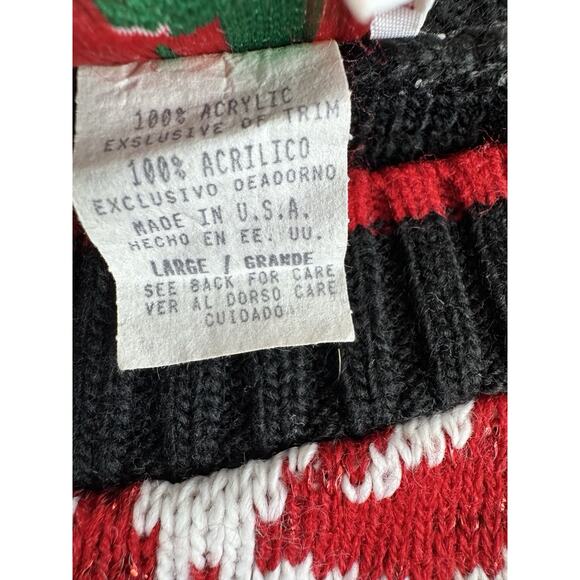 100% ACRYLIC
EXSLUSIVE OF TRIM
100% ACRILICO
EXCLUSIVO DEADORNO
MADE IN U.S.A.
HECHO EN EE. UU.
LARGE / GRANDE
SEE BACK FOR CARE
VER AL DORSO CARE
CUIDADO